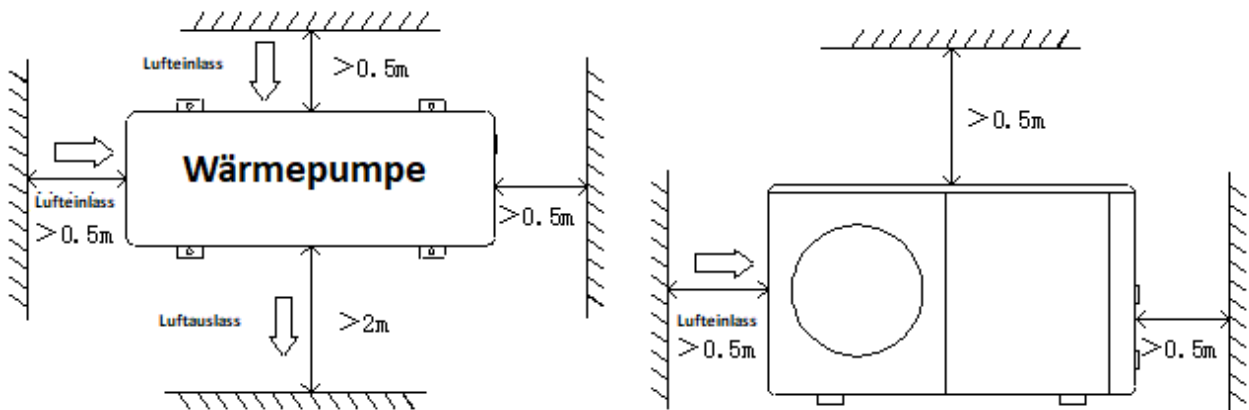 Lufteinlass
>0.5m
Wärmepumpe
Lufteinlass
>0.5m
>0.5m
Luftauslass
>2m
>0.5m
Lufteinlass
>0.5m
>0.5m